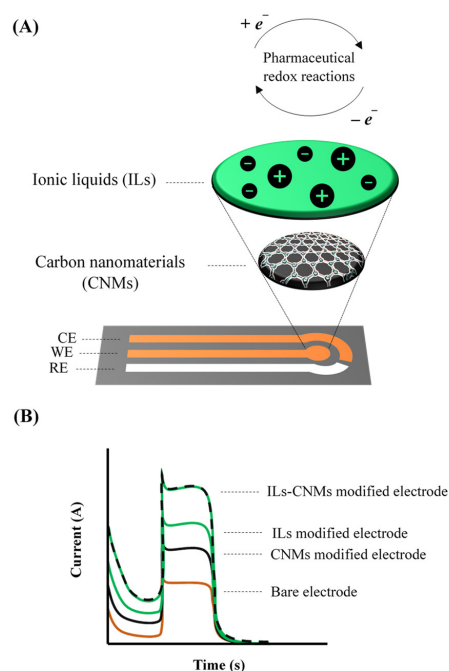 (A)
+ e⁻
Pharmaceutical
redox reactions
− e⁻
Ionic liquids (ILs)
Carbon nanomaterials
(CNMs)
CE
WE
RE
(B)
ILs-CNMs modified electrode
ILs modified electrode
CNMs modified electrode
Bare electrode
Current (A)
Time (s)